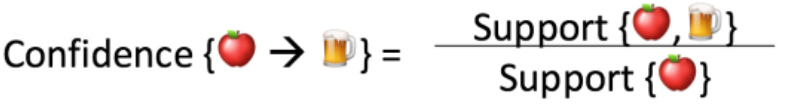 Confidence {🍎 → 🍺} =
Support {🍎, 🍺}
Support {🍎}